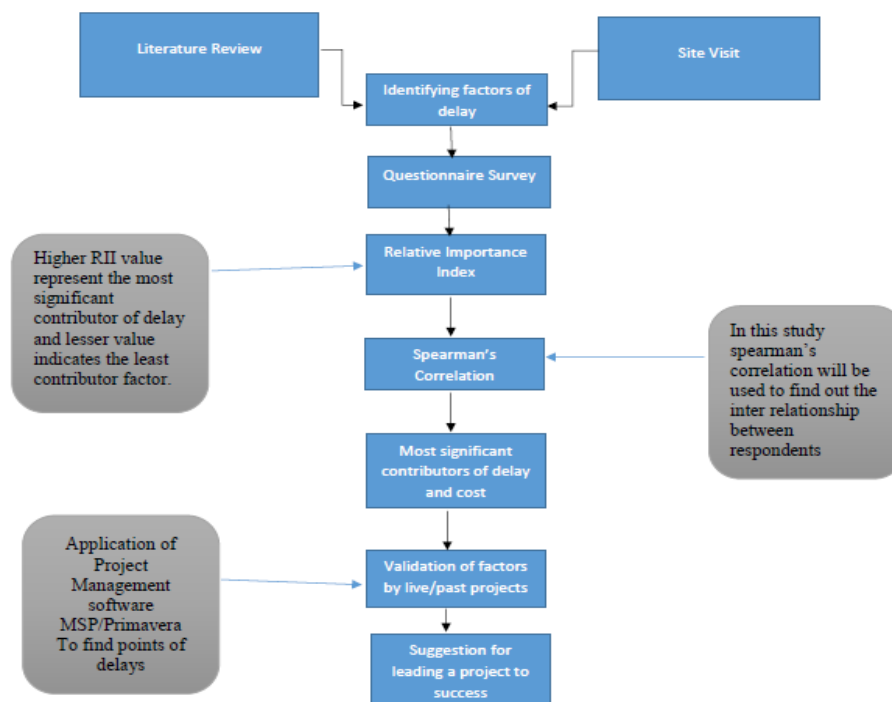 Literature Review
Site Visit
Identifying factors of
delay
Questionnaire Survey
Relative Importance
Index
Higher RII value
represent the most
significant
contributor of delay
and lesser value
indicates the least
contributor factor.
Spearman's
Correlation
In this study
spearman's
correlation will be
used to find out the
inter relationship
between
respondents
Most significant
contributors of delay
and cost
Application of
Project
Management
software
MSP/Primavera
To find points of
delays
Validation of factors
by live/past projects
Suggestion for
leading a project to
success